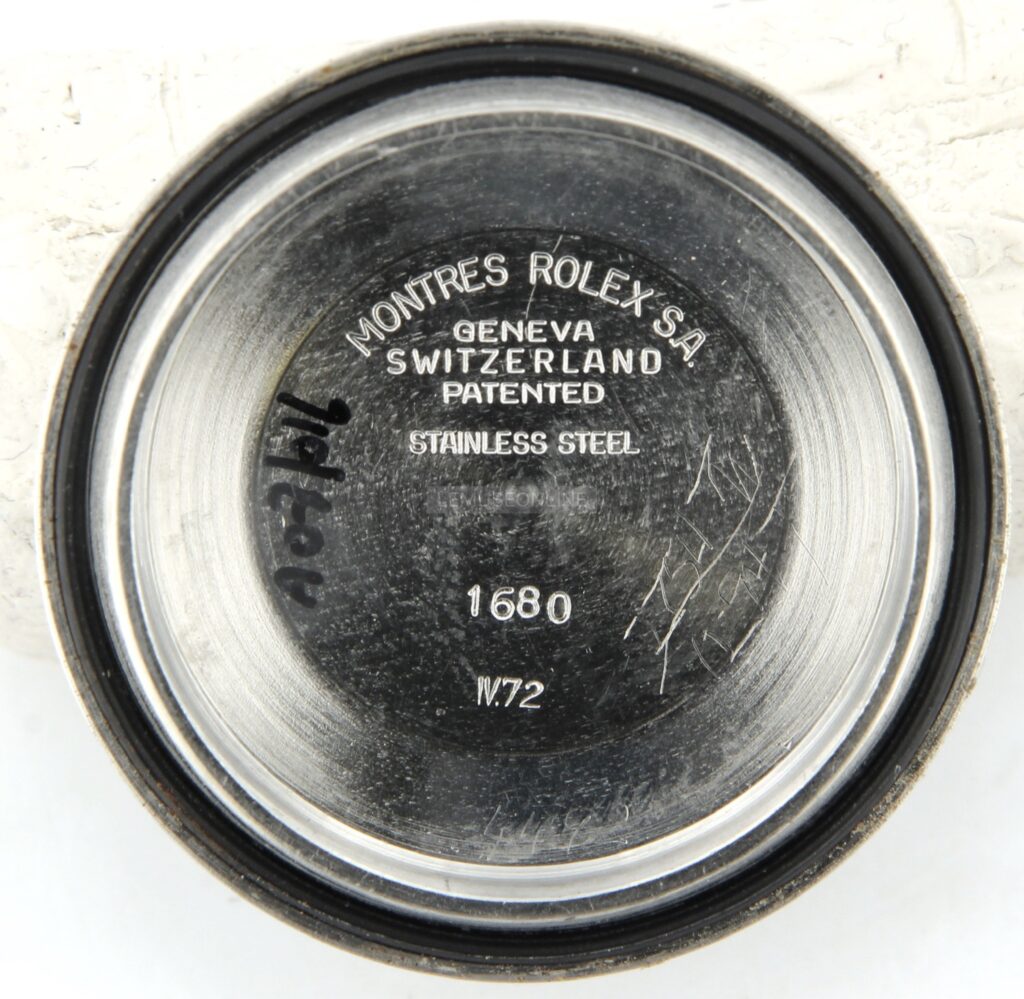 MONTRES ROLEX S.A.
GENEVA
SWITZERLAND
PATENTED
STAINLESS STEEL
1680
IV.72